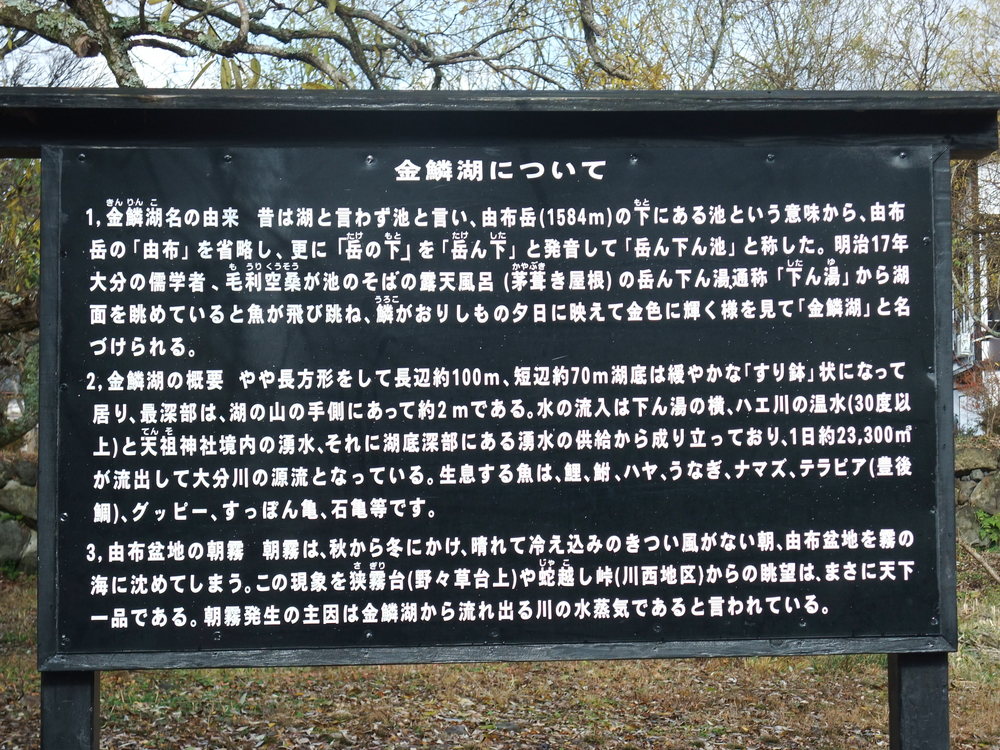 金鱗湖について
1,金鱗湖名の由来　昔は湖と言わず池と言い、由布岳(1584m)の下にある池という意味から、由布
岳の「由布」を省略し、更に「岳の下」を「岳ん下」と発音して「岳ん下ん池」と称した。明治17年
大分の儒学者、毛利空桑が池のそばの露天風呂(茅葺き屋根)の岳ん下ん湯通称「下ん湯」から湖
面を眺めていると魚が飛び跳ね、鱗がおりしもの夕日に映えて金色に輝く様を見て「金鱗湖」と名
づけられる。
2,金鱗湖の概要　やや長方形をして長辺約100m、短辺約70m湖底は緩やかな「すり鉢」状になって
居り、最深部は、湖の山の手側にあって約2mである。水の流入は下ん湯の横、ハエ川の温水(30度以
上)と天祖神社境内の湧水、それに湖底深部にある湧水の供給から成り立っており、1日約23,300㎥
が流出して大分川の源流となっている。生息する魚は、鯉、鮒、ハヤ、うなぎ、ナマズ、テラピア(豊後
鯛)、グッピー、すっぽん亀、石亀等です。
3,由布盆地の朝霧　朝霧は、秋から冬にかけ、晴れて冷え込みのきつい風がない朝、由布盆地を霧の
海に沈めてしまう。この現象を狭霧台(野々草台上)や蛇越し峠(川西地区)からの眺望は、まさに天下
一品である。朝霧発生の主因は金鱗湖から流れ出る川の水蒸気であると言われている。